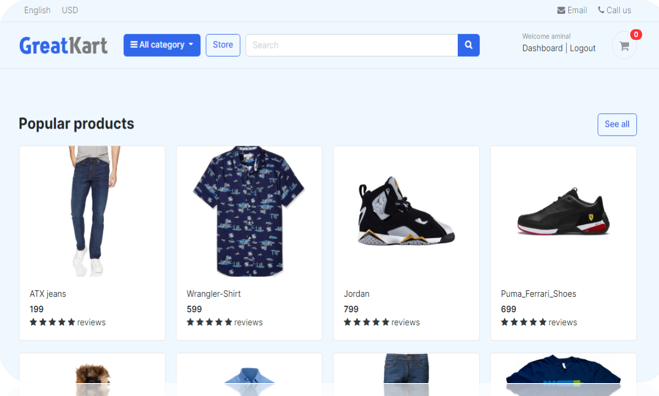 English USD Email Call us
GreatKart All category Store Search Welcome amina! Dashboard | Logout 0
Popular products See all
ATX jeans
199
reviews
Wrangler-Shirt
599
reviews
Jordan
799
reviews
Puma_Ferrari_Shoes
699
reviews